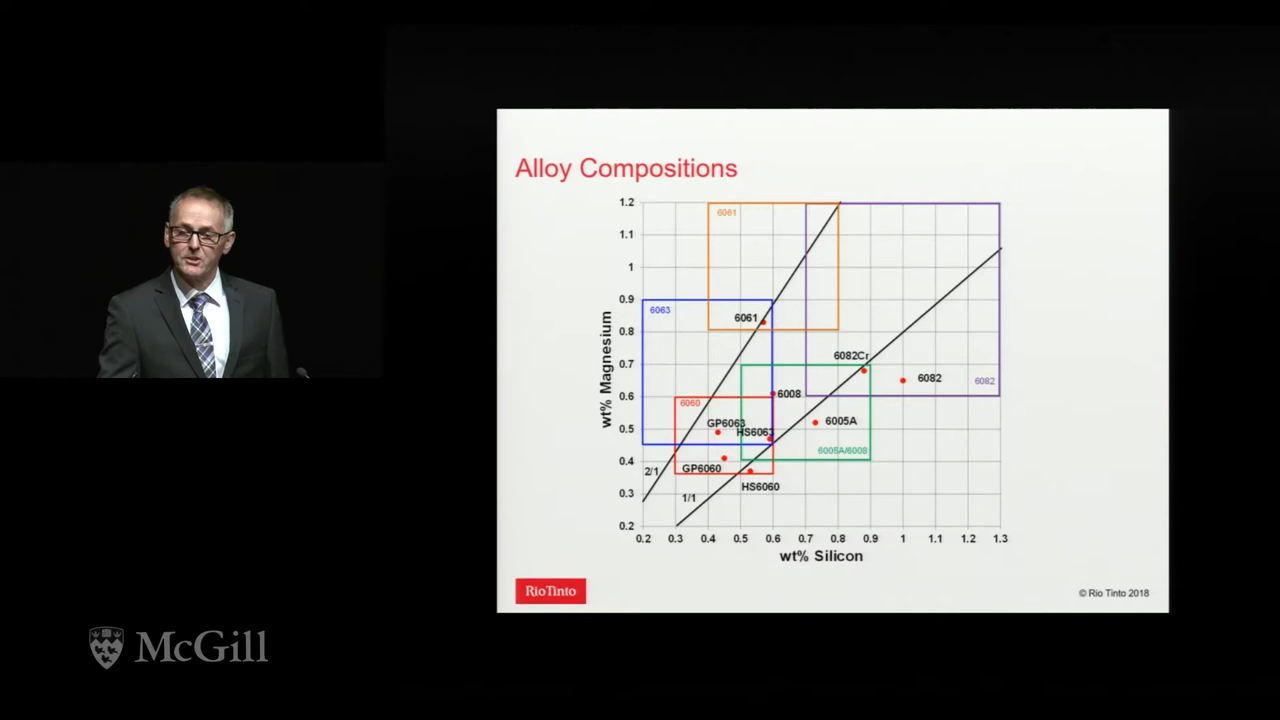 Alloy Compositions
1.2
1.1
1
0.9
0.8
0.7
0.6
0.5
0.4
0.3
0.2
wt% Magnesium
6061
6063
6061
6082Cr
6082
6082
6008
6060
GP6063
HS6063
6005A
6005A/6008
GP6060
2/1
HS6060
1/1
0.2 0.3 0.4 0.5 0.6 0.7 0.8 0.9 1 1.1 1.2 1.3
wt% Silicon
RioTinto
© Rio Tinto 2018
McGill